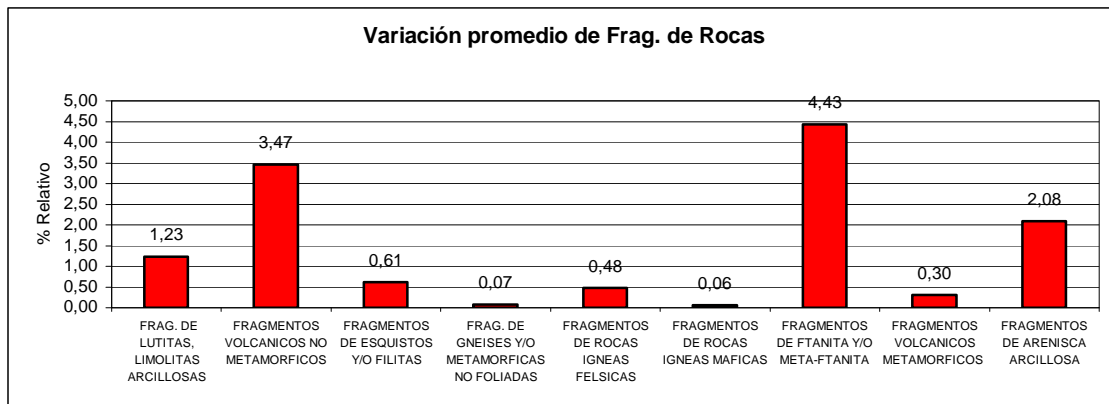 Variación promedio de Frag. de Rocas
% Relativo
5,00
4,50
4,00
3,50
3,00
2,50
2,00
1,50
1,00
0,50
0,00
1,23
3,47
0,61
0,07
0,48
0,06
4,43
0,30
2,08
FRAG. DE
LUTITAS,
LIMOLITAS
ARCILLOSAS
FRAGMENTOS
VOLCANICOS NO
METAMORFICOS
FRAGMENTOS
DE ESQUISTOS
Y/O FILITAS
FRAG. DE
GNEISES Y/O
METAMORFICAS
NO FOLIADAS
FRAGMENTOS
DE ROCAS
IGNEAS
FELSICAS
FRAGMENTOS
DE ROCAS
IGNEAS MAFICAS
FRAGMENTOS
DE FTANITA Y/O
META-FTANITA
FRAGMENTOS
VOLCANICOS
METAMORFICOS
FRAGMENTOS
DE ARENISCA
ARCILLOSA